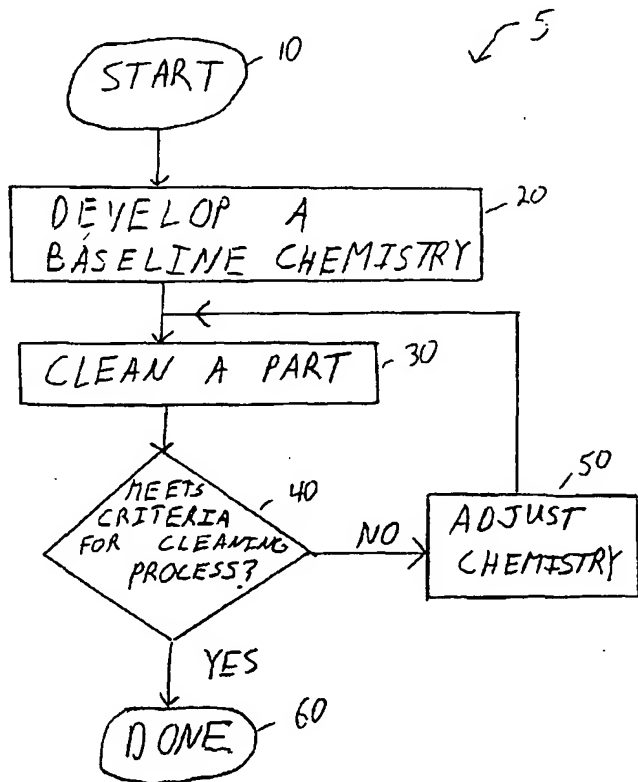 5
START
10
DEVELOP A
BASELINE CHEMISTRY
20
CLEAN A PART
30
MEETS
CRITERIA
FOR CLEANING
PROCESS?
40
NO
50
ADJUST
CHEMISTRY
YES
DONE
60